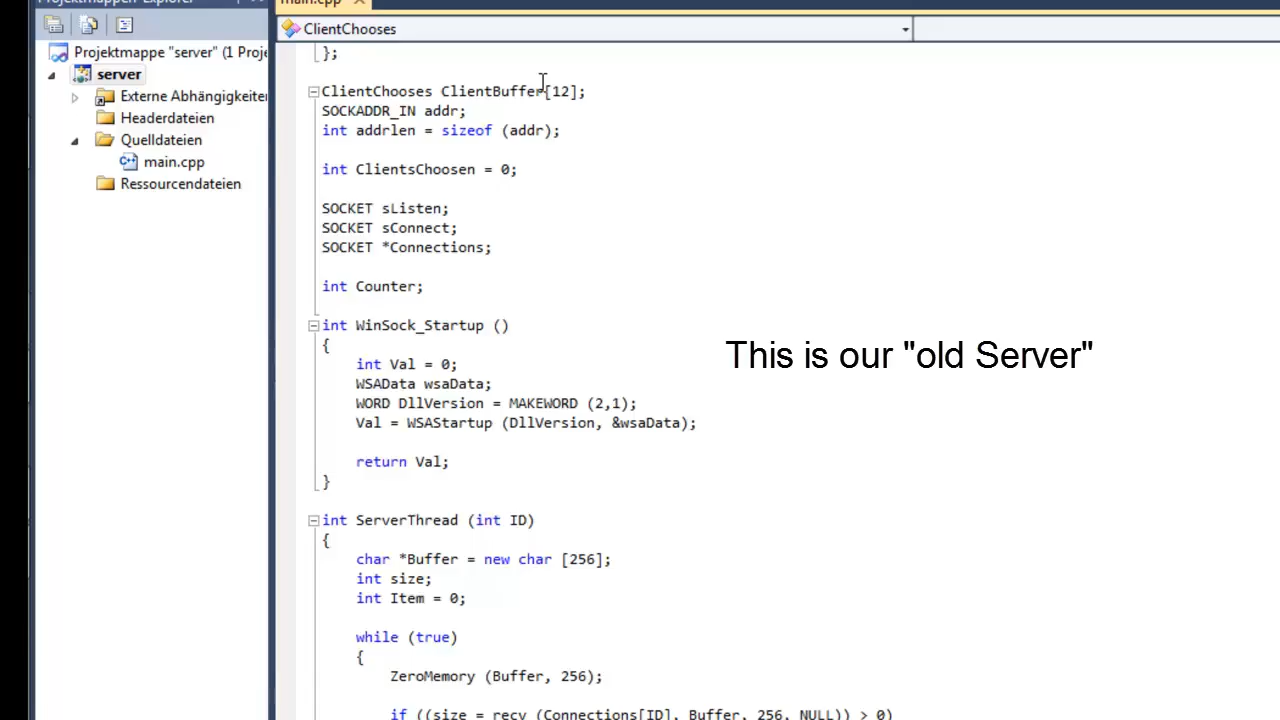 Projektmappen-Explorer
main.cpp
ClientChooses
Projektmappe "server" (1 Proje
server
Externe Abhängigkeiten
Headerdateien
Quelldateien
main.cpp
Ressourcendateien
};
ClientChooses ClientBuffer[12];
SOCKADDR_IN addr;
int addrlen = sizeof (addr);
int ClientsChoosen = 0;
SOCKET sListen;
SOCKET sConnect;
SOCKET *Connections;
int Counter;
int WinSock_Startup ()
{
int Val = 0;
WSAData wsaData;
WORD DllVersion = MAKEWORD (2,1);
Val = WSAStartup (DllVersion, &wsaData);
return Val;
}
int ServerThread (int ID)
{
char *Buffer = new char [256];
int size;
int Item = 0;
while (true)
{
ZeroMemory (Buffer, 256);
if ((size = recv (Connections[ID], Buffer, 256, NULL)) > 0)
This is our "old Server"